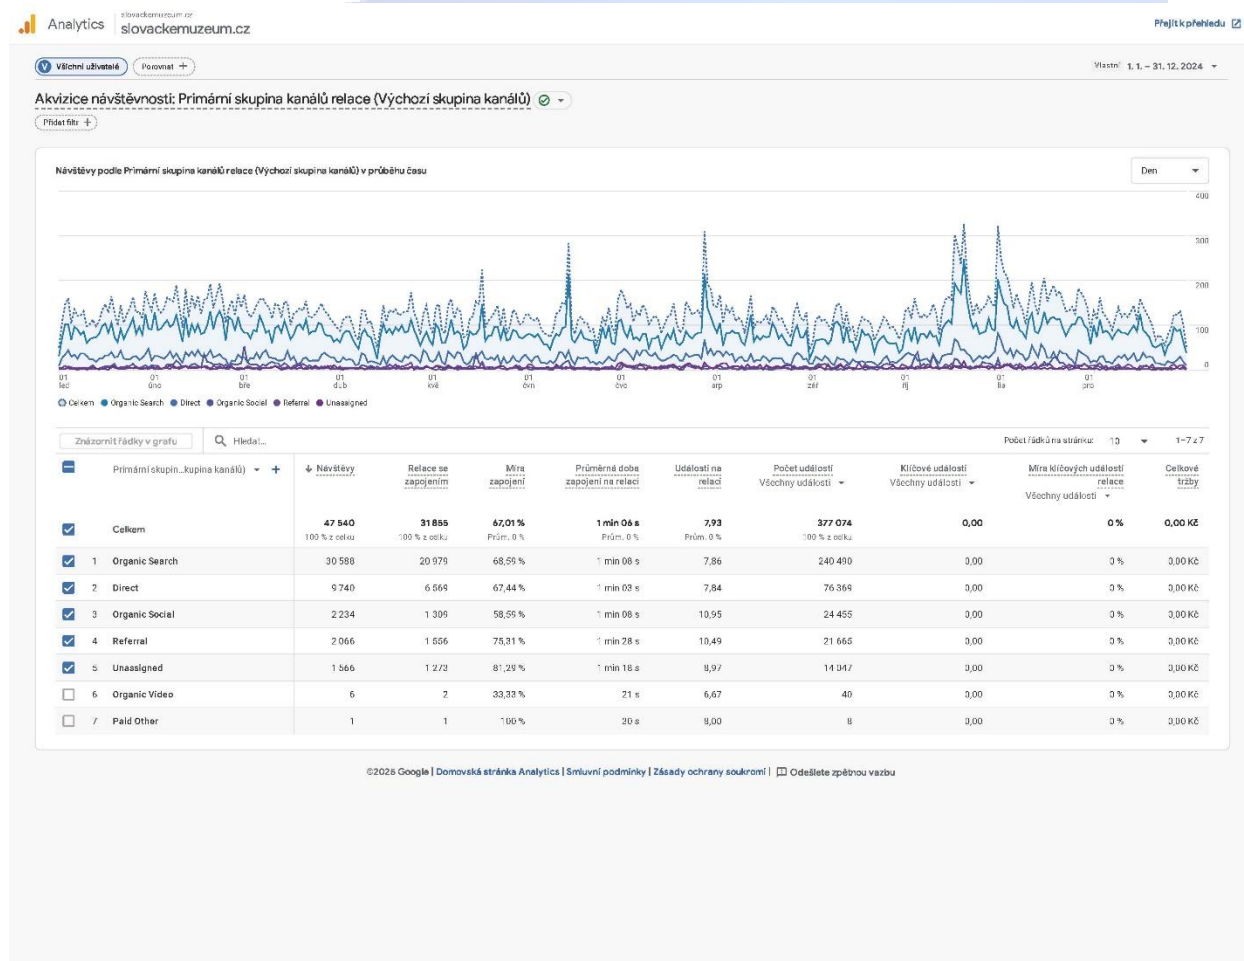 Analytics
slovackemuzeum.cz
slovackemuzeum.cz
Přejít k přehledu
V Všichni uživatelé
Porovnat +
Vlastní 1. 1. – 31. 12. 2024
Akvizice návštěvnosti: Primární skupina kanálů relace (Výchozí skupina kanálů)
Přidat filtr +
Návštěvy podle Primární skupina kanálů relace (Výchozí skupina kanálů) v průběhu času
Den
400
300
200
100
0
01 led
01 úno
01 bře
01 dub
01 kvě
01 čvn
01 čvc
01 srp
01 zář
01 říj
01 lis
01 pro
Celkem Organic Search Direct Organic Social Referral Unassigned
Znázornit řádky v grafu
Hledat…
Počet řádků na stránku: 10
1–7 z 7
Primární skupin…kupina kanálů) +
↓ Návštěvy
Relace se zapojením
Míra zapojení
Průměrná doba zapojení na relaci
Události na relaci
Počet událostí
Všechny události
Klíčové události
Všechny události
Míra klíčových událostí relace
Všechny události
Celkové tržby
Celkem 47 540 31 855 67,01 % 1 min 06 s 7,93 377 074 0,00 0 % 0,00 Kč
100 % z celku 100 % z celku Prům. 0 % Prům. 0 % Prům. 0 % 100 % z celku
1 Organic Search 30 588 20 979 68,59 % 1 min 08 s 7,86 240 490 0,00 0 % 0,00 Kč
2 Direct 9 740 6 569 67,44 % 1 min 03 s 7,84 76 369 0,00 0 % 0,00 Kč
3 Organic Social 2 234 1 309 58,59 % 1 min 08 s 10,95 24 455 0,00 0 % 0,00 Kč
4 Referral 2 066 1 556 75,31 % 1 min 28 s 10,49 21 665 0,00 0 % 0,00 Kč
5 Unassigned 1 566 1 273 81,29 % 1 min 18 s 8,97 14 047 0,00 0 % 0,00 Kč
6 Organic Video 6 2 33,33 % 21 s 6,67 40 0,00 0 % 0,00 Kč
7 Paid Other 1 1 100 % 30 s 8,00 8 0,00 0 % 0,00 Kč
©2025 Google | Domovská stránka Analytics | Smluvní podmínky | Zásady ochrany soukromí | Odešlete zpětnou vazbu